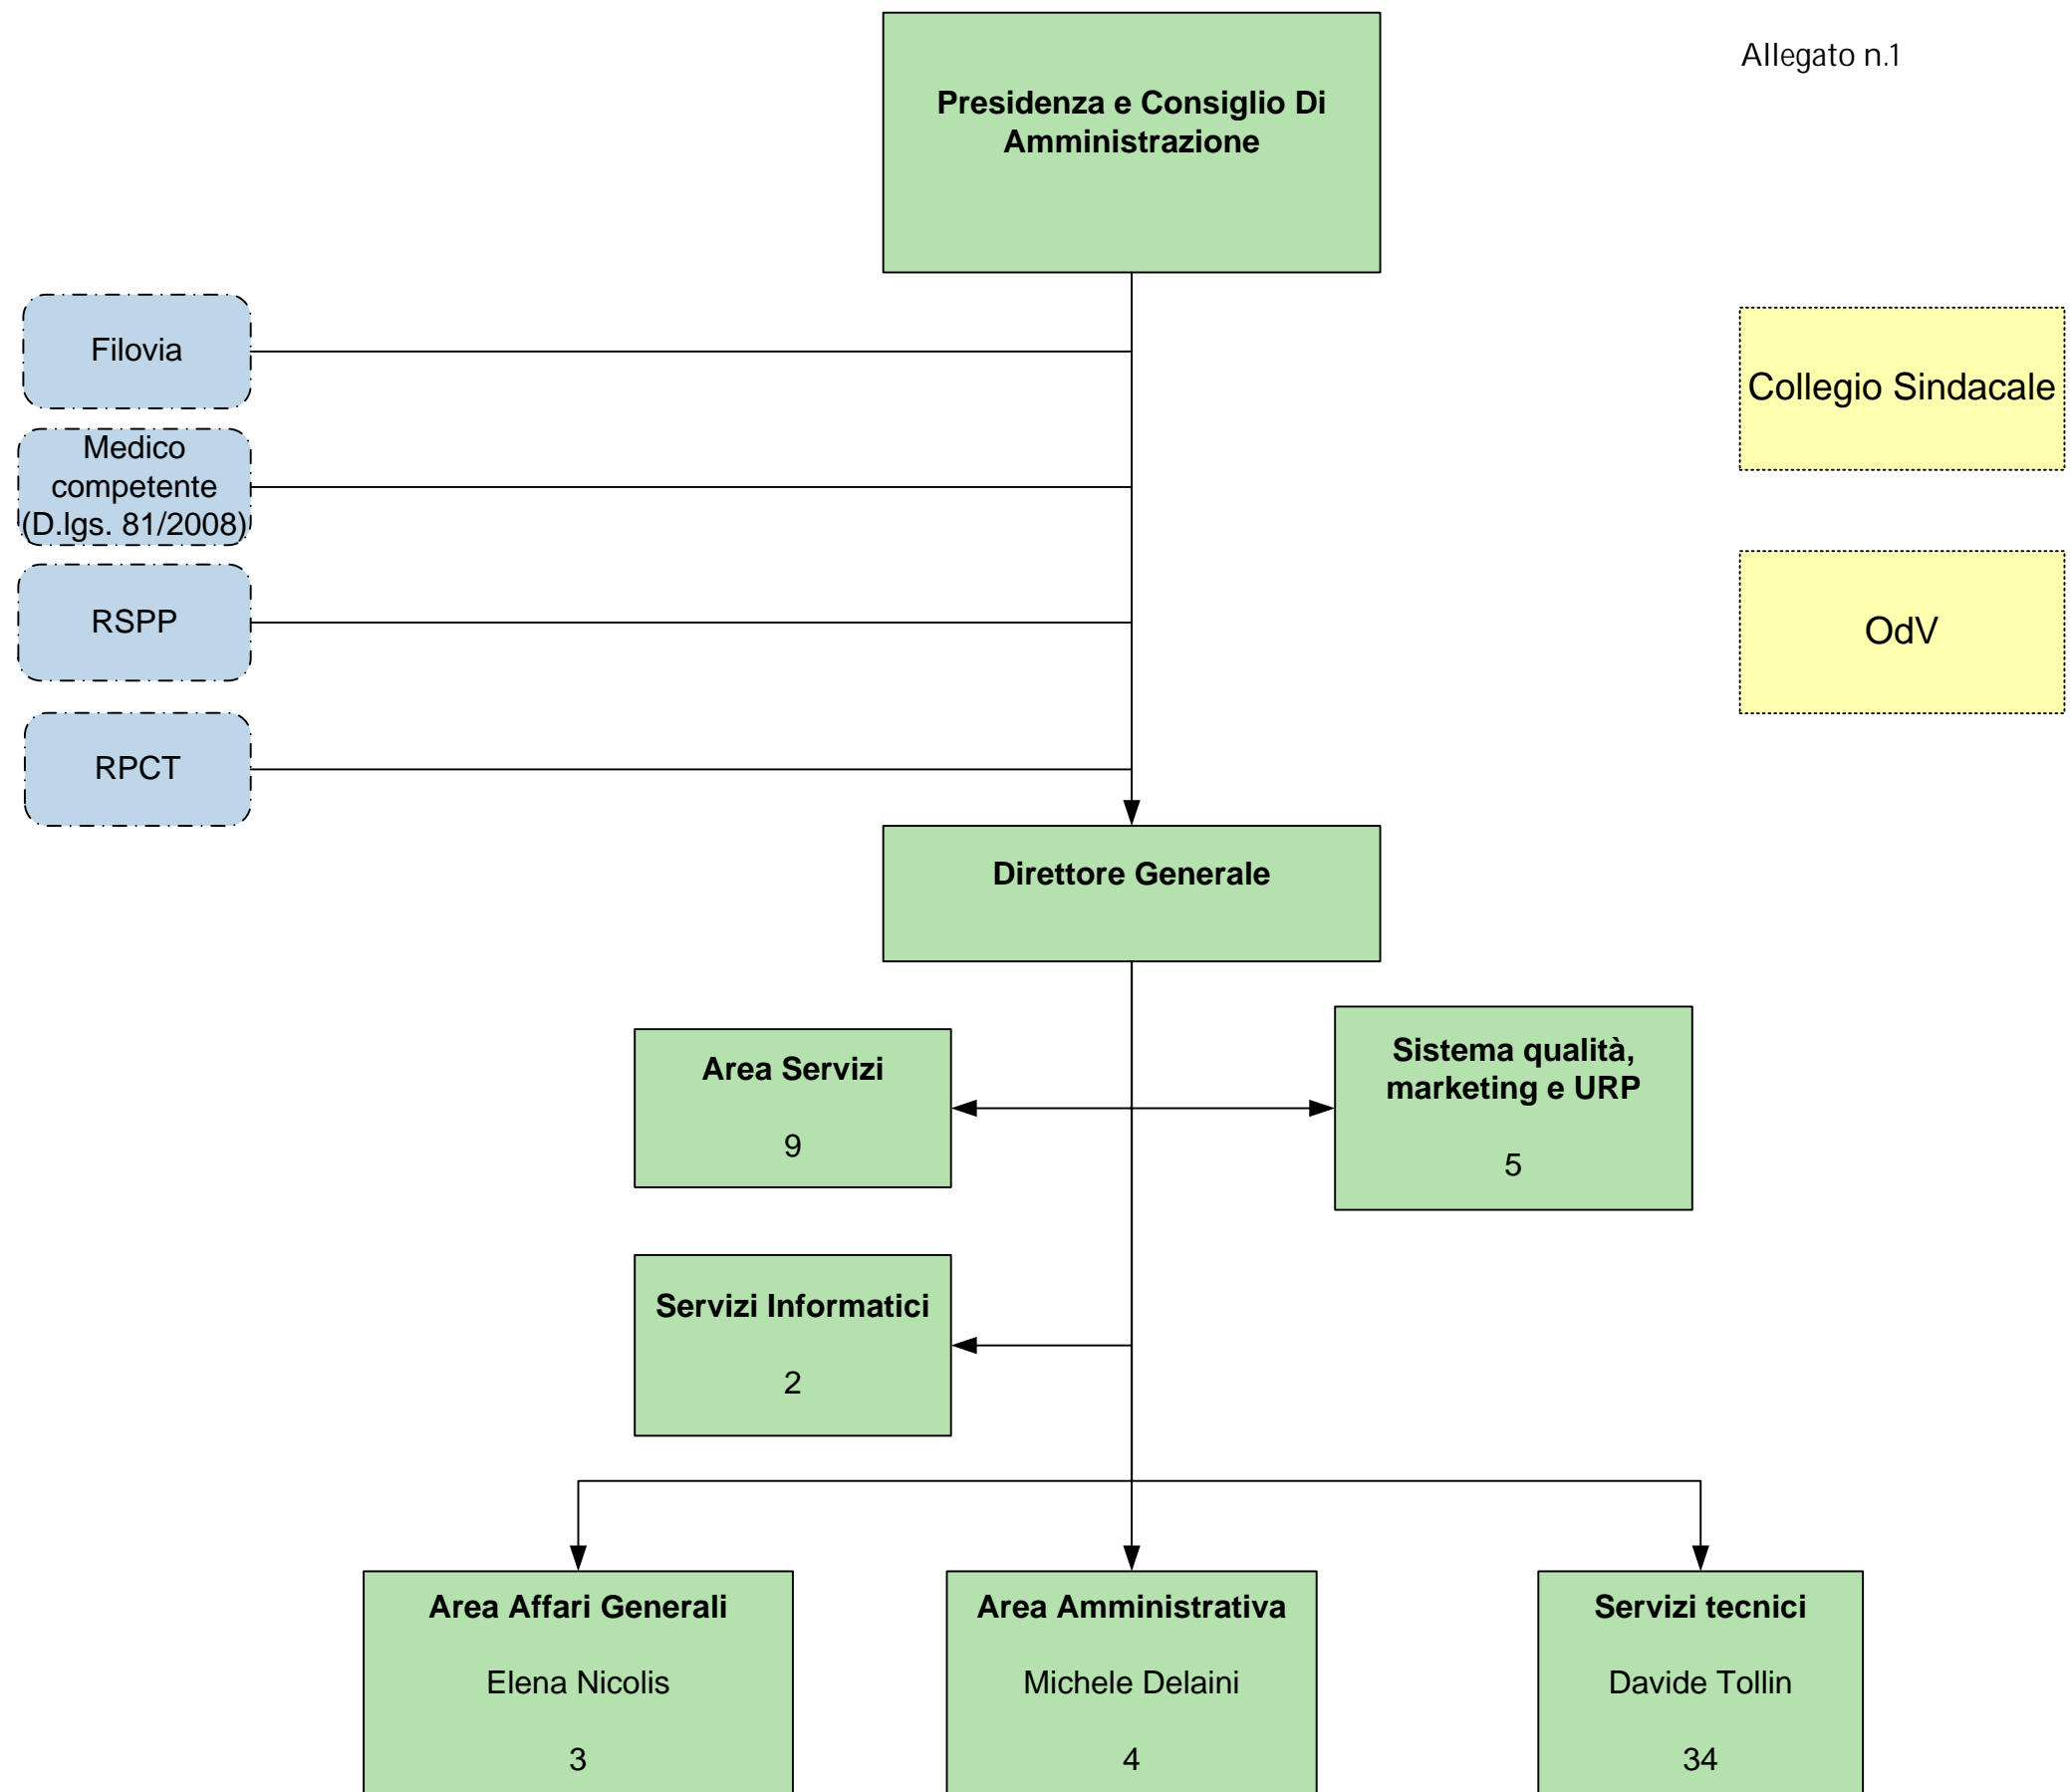 Allegato n.1
Presidenza e Consiglio Di
Amministrazione
Filovia
Collegio Sindacale
Medico
competente
(D.lgs. 81/2008)
RSPP
OdV
RPCT
Direttore Generale
Area Servizi
9
Sistema qualità,
marketing e URP
5
Servizi Informatici
2
Area Affari Generali
Elena Nicolis
3
Area Amministrativa
Michele Delaini
4
Servizi tecnici
Davide Tollin
34